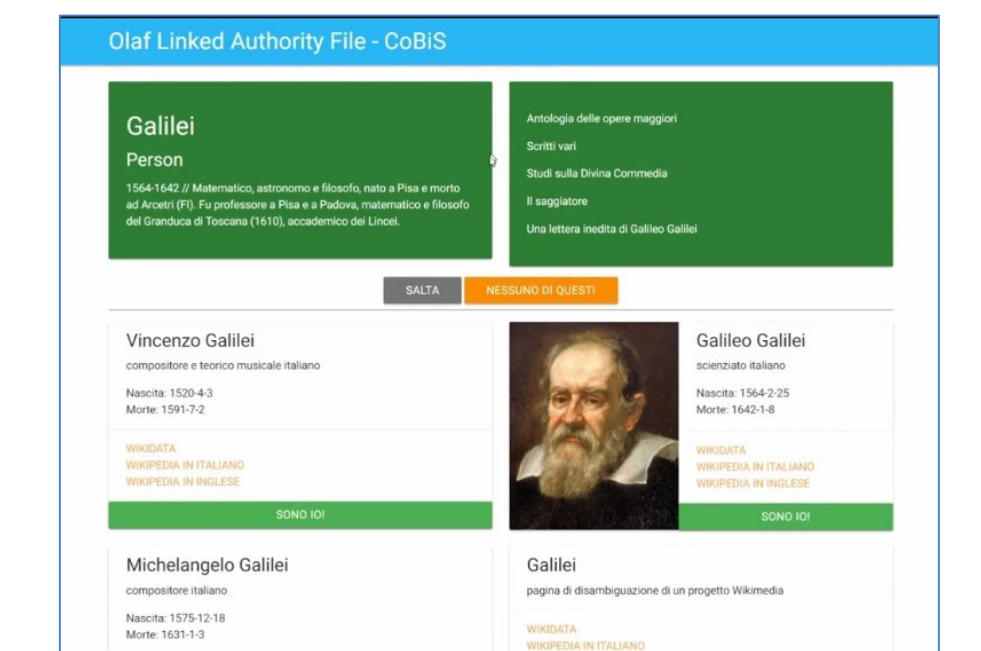 Olaf Linked Authority File - CoBiS
Galilei
Person
1564-1642 // Matematico, astronomo e filosofo, nato a Pisa e morto
ad Arcetri (FI). Fu professore a Pisa e a Padova, matematico e filosofo
del Granduca di Toscana (1610), accademico dei Lincei.
Antologia delle opere maggiori
Scritti vari
Studi sulla Divina Commedia
Il saggiatore
Una lettera inedita di Galileo Galilei
SALTA
NESSUNO DI QUESTI
Vincenzo Galilei
compositore e teorico musicale italiano
Nascita: 1520-4-3
Morte: 1591-7-2
WIKIDATA
WIKIPEDIA IN ITALIANO
WIKIPEDIA IN INGLESE
SONO IO!
Galileo Galilei
scienziato italiano
Nascita: 1564-2-25
Morte: 1642-1-8
WIKIDATA
WIKIPEDIA IN ITALIANO
WIKIPEDIA IN INGLESE
SONO IO!
Michelangelo Galilei
compositore italiano
Nascita: 1575-12-18
Morte: 1631-1-3
Galilei
pagina di disambiguazione di un progetto Wikimedia
WIKIDATA
WIKIPEDIA IN ITALIANO